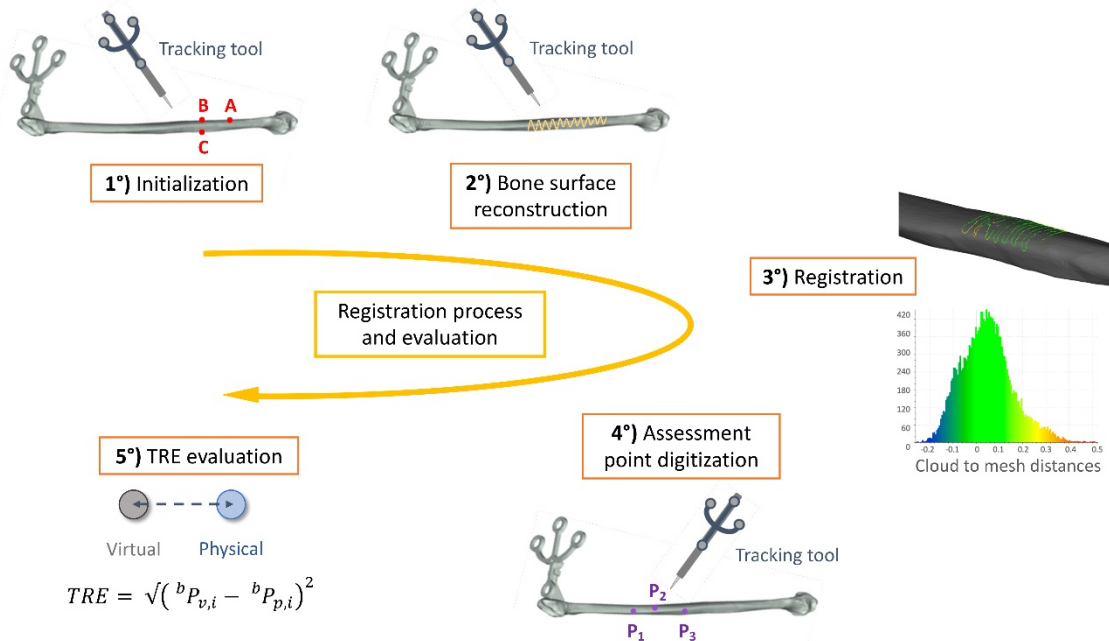 Tracking tool
B A
C
1°) Initialization
Tracking tool
2°) Bone surface
reconstruction
3°) Registration
420
360
300
240
180
120
60
0
-0.2 -0.1 0 0.1 0.2 0.3 0.4 0.5
Cloud to mesh distances
Registration process
and evaluation
4°) Assessment
point digitization
Tracking tool
P₂
P₁ P₃
5°) TRE evaluation
Virtual Physical
TRE = √( ᵇP_{v,i} − ᵇP_{p,i})²